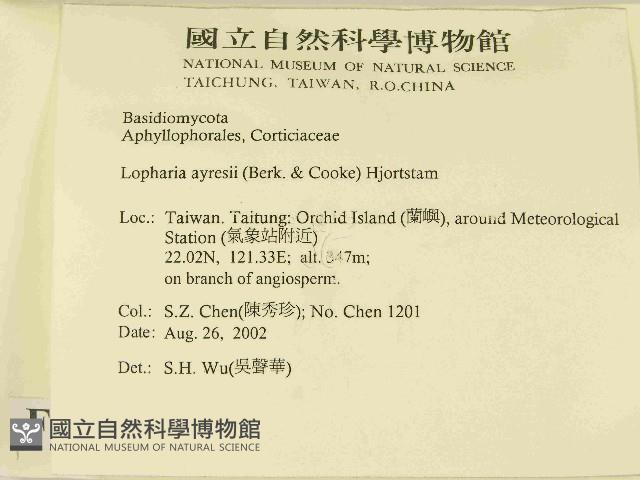 國立自然科學博物館
NATIONAL MUSEUM OF NATURAL SCIENCE
TAICHUNG, TAIWAN, R.O.CHINA
Basidiomycota
Aphyllophorales, Corticiaceae
Lopharia ayresii (Berk. & Cooke) Hjortstam
Loc.: Taiwan. Taitung: Orchid Island (蘭嶼), around Meteorological
Station (氣象站附近)
22.02N, 121.33E; alt. 347m;
on branch of angiosperm.
Col.: S.Z. Chen(陳秀珍); No. Chen 1201
Date: Aug. 26, 2002
Det.: S.H. Wu(吳聲華)
國立自然科學博物館
NATIONAL MUSEUM OF NATURAL SCIENCE